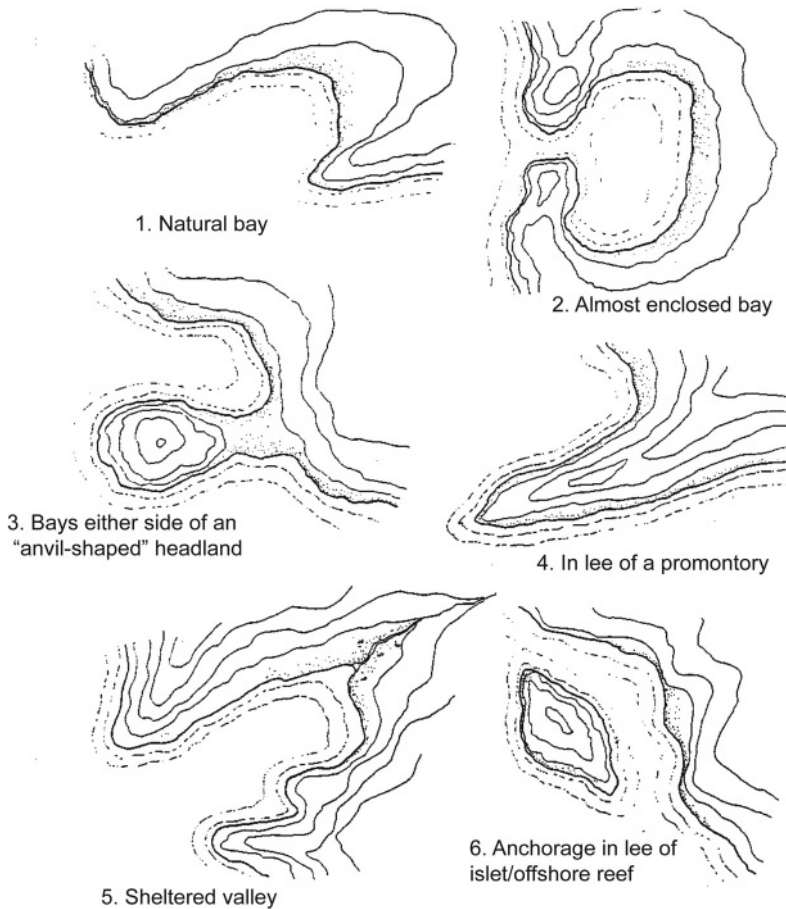 1. Natural bay
2. Almost enclosed bay
3. Bays either side of an
“anvil-shaped” headland
4. In lee of a promontory
5. Sheltered valley
6. Anchorage in lee of
islet/offshore reef